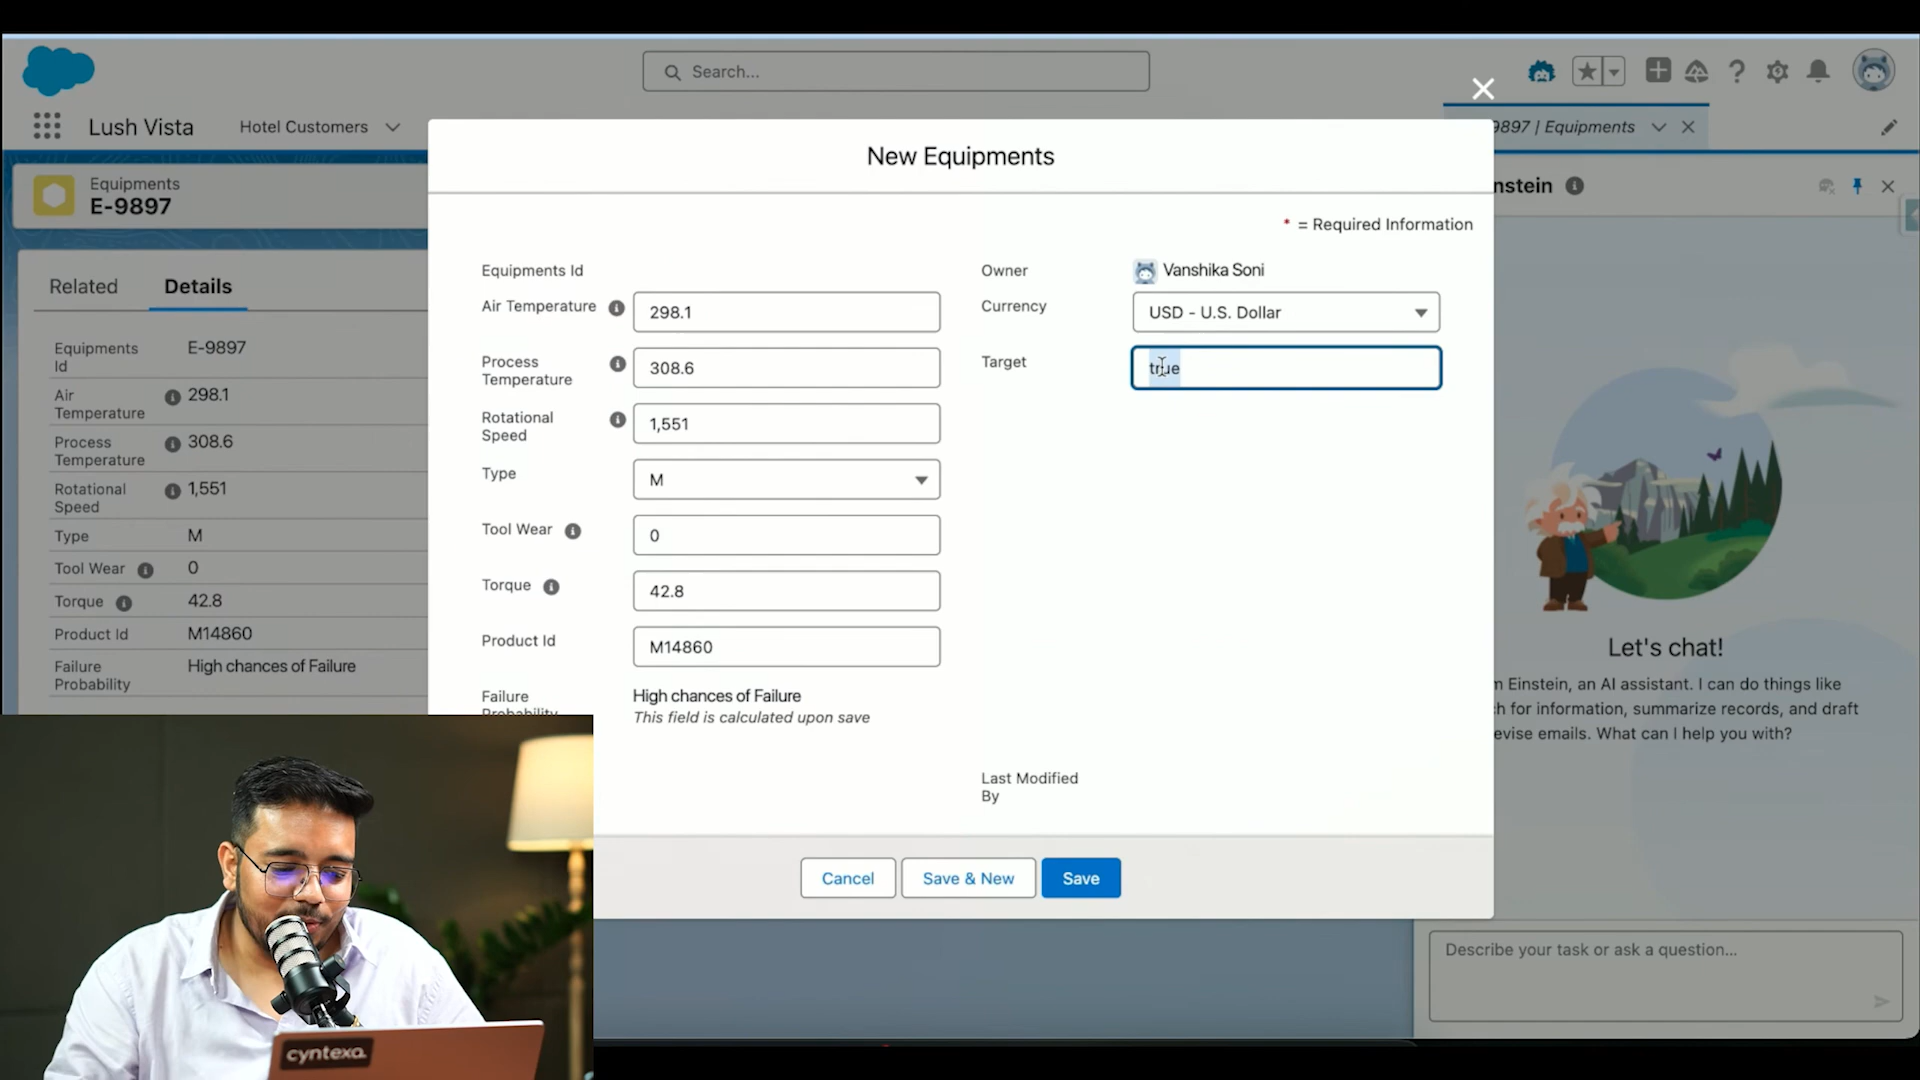 Search...
Lush Vista
Hotel Customers
9897 | Equipments
Equipments
E-9897
Related
Details
Equipments
Id
E-9897
Air
Temperature
298.1
Process
Temperature
308.6
Rotational
Speed
1,551
Type
M
Tool Wear
0
Torque
42.8
Product Id
M14860
Failure
Probability
High chances of Failure
New Equipments
* = Required Information
Equipments Id
Air Temperature
298.1
Process
Temperature
308.6
Rotational
Speed
1,551
Type
M
Tool Wear
0
Torque
42.8
Product Id
M14860
Failure
Probability
High chances of Failure
This field is calculated upon save
Owner
Vanshika Soni
Currency
USD - U.S. Dollar
Target
true
Last Modified
By
Cancel
Save & New
Save
nstein
Let's chat!
m Einstein, an AI assistant. I can do things like
ch for information, summarize records, and draft
evise emails. What can I help you with?
Describe your task or ask a question...
cyntexa.